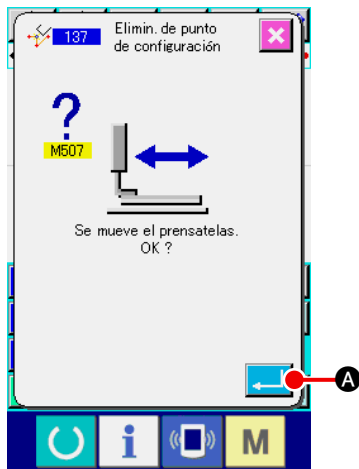 137 Elimin. de punto
de configuración
?
M507
Se mueve el prensatelas.
OK ?
A
i
M